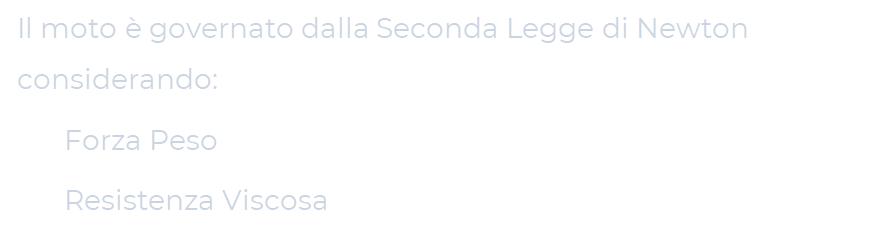 Il moto è governato dalla Seconda Legge di Newton
considerando:
Forza Peso
Resistenza Viscosa